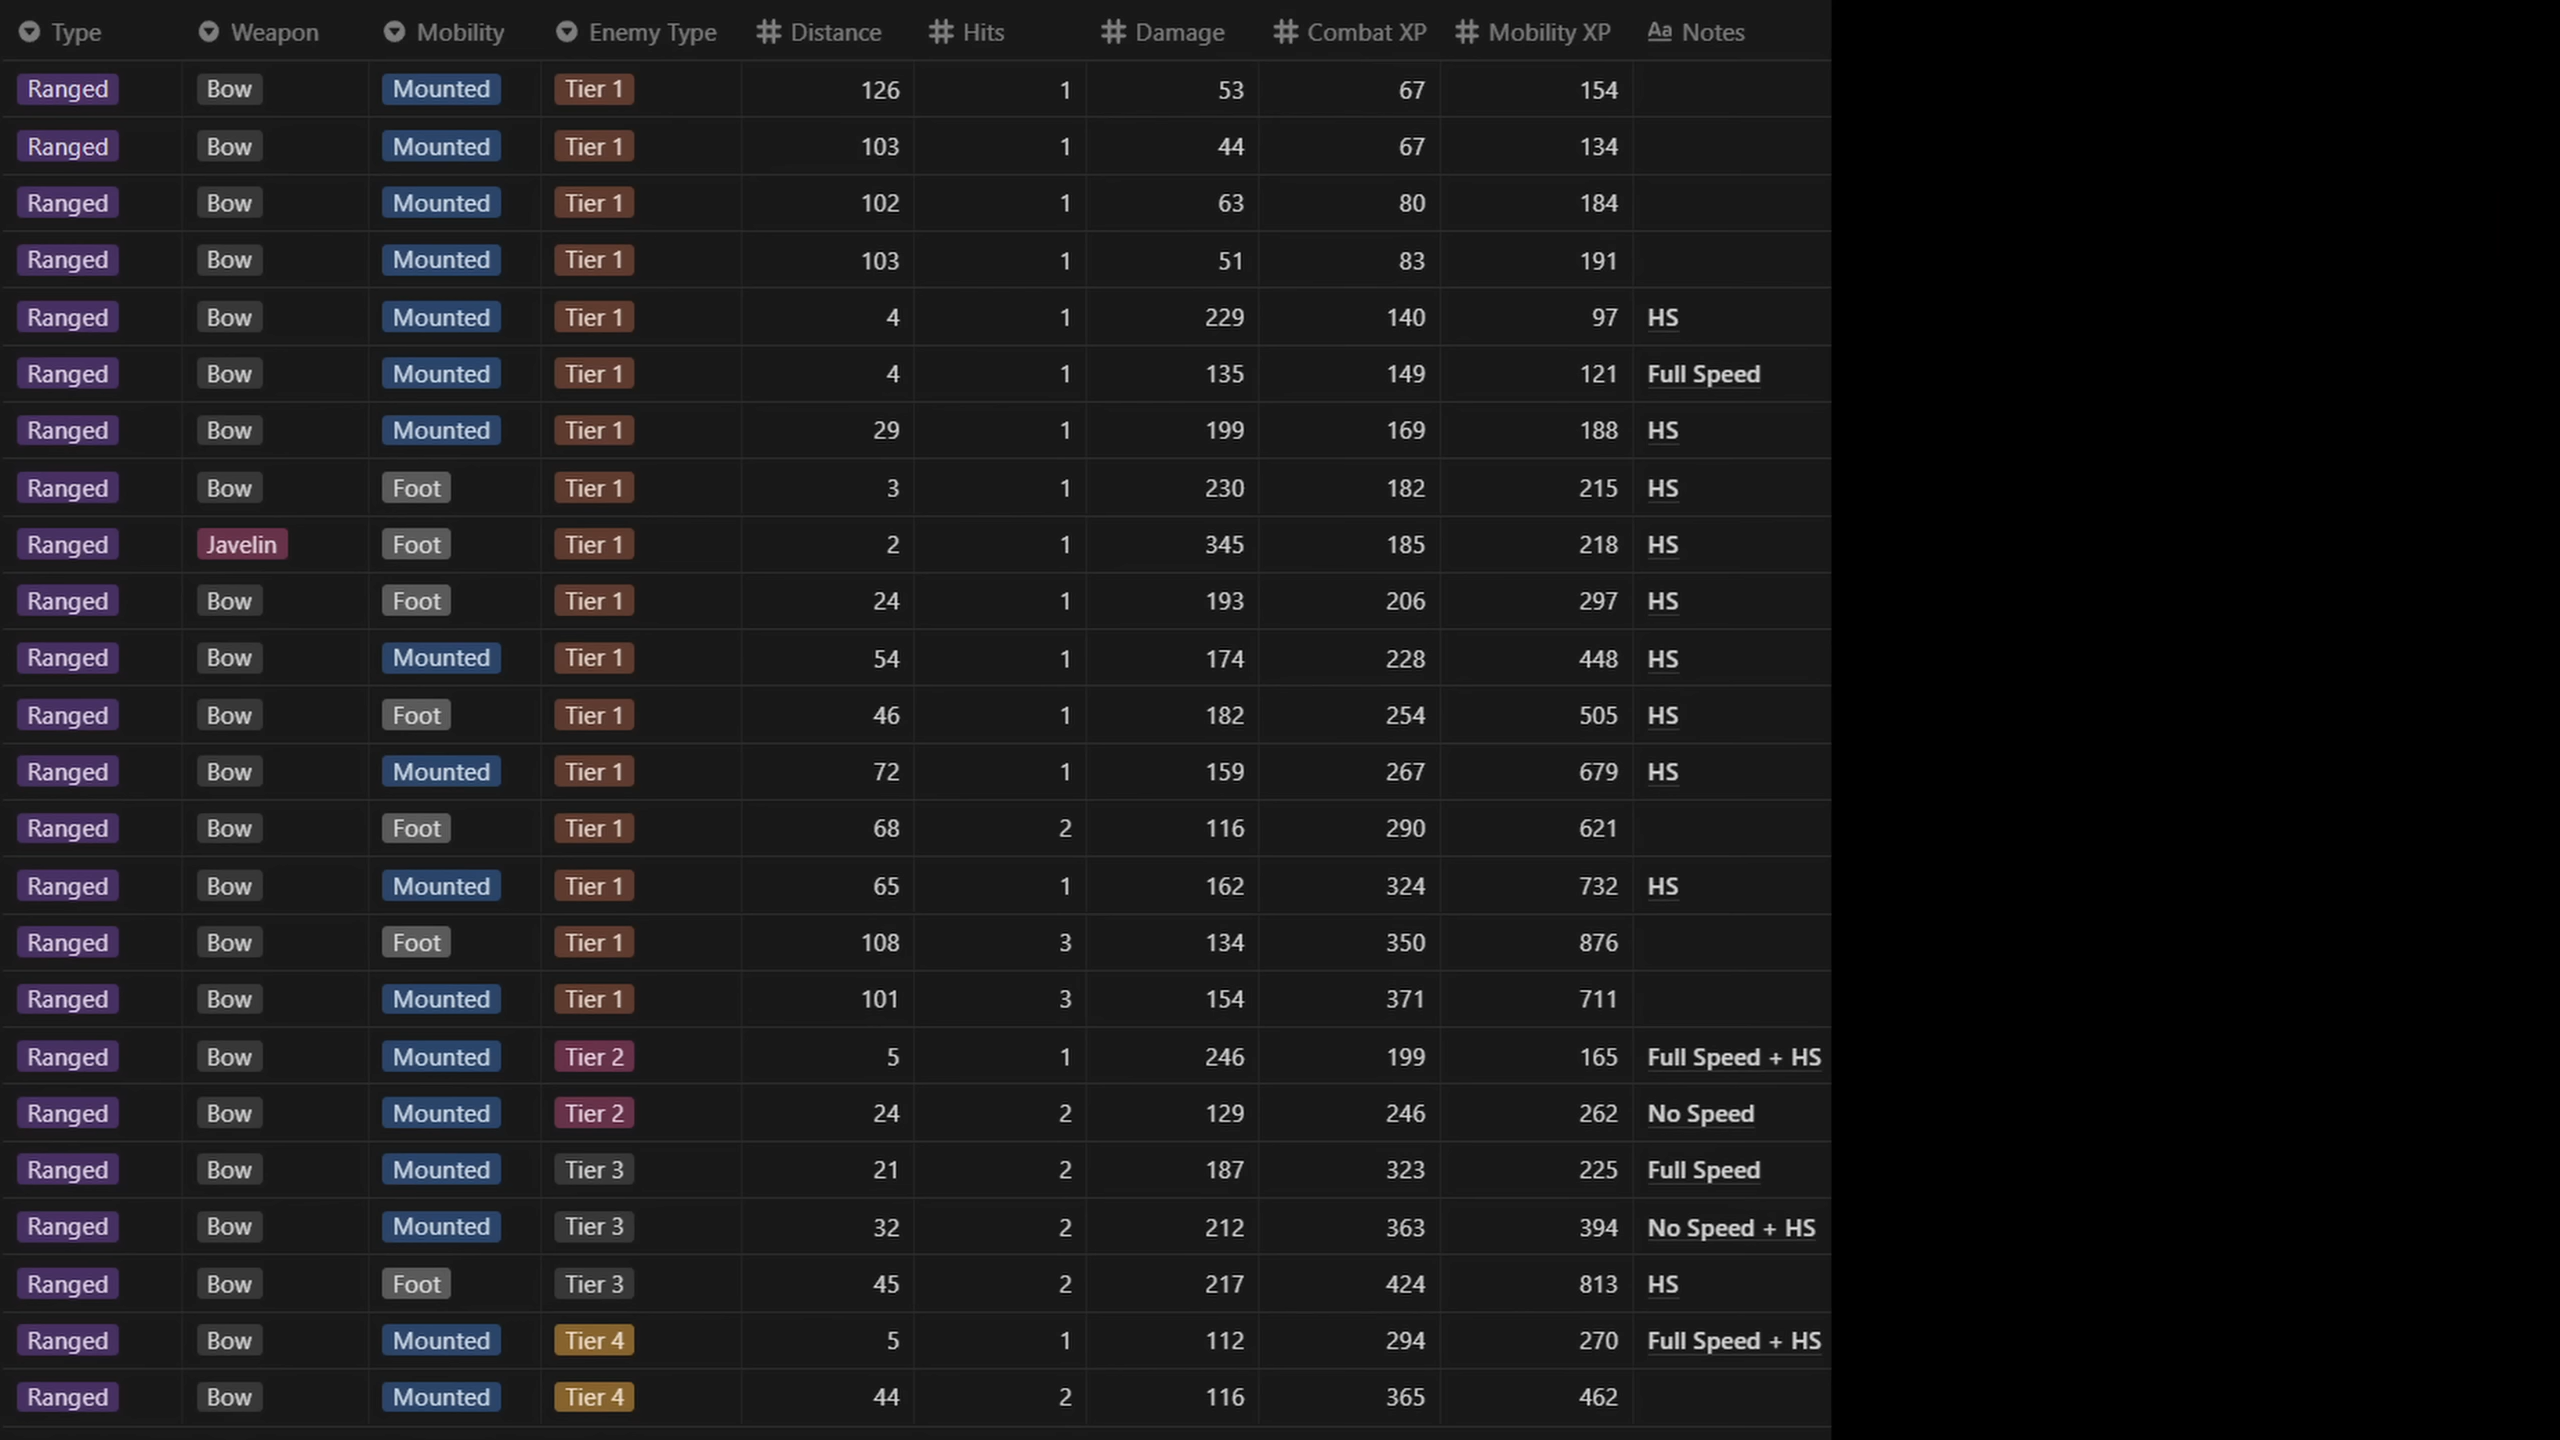 Type Weapon Mobility Enemy Type Distance Hits Damage Combat XP Mobility XP Aa Notes
Ranged Bow Mounted Tier 1 126 1 53 67 154
Ranged Bow Mounted Tier 1 103 1 44 67 134
Ranged Bow Mounted Tier 1 102 1 63 80 184
Ranged Bow Mounted Tier 1 103 1 51 83 191
Ranged Bow Mounted Tier 1 4 1 229 140 97 HS
Ranged Bow Mounted Tier 1 4 1 135 149 121 Full Speed
Ranged Bow Mounted Tier 1 29 1 199 169 188 HS
Ranged Bow Foot Tier 1 3 1 230 182 215 HS
Ranged Javelin Foot Tier 1 2 1 345 185 218 HS
Ranged Bow Foot Tier 1 24 1 193 206 297 HS
Ranged Bow Mounted Tier 1 54 1 174 228 448 HS
Ranged Bow Foot Tier 1 46 1 182 254 505 HS
Ranged Bow Mounted Tier 1 72 1 159 267 679 HS
Ranged Bow Foot Tier 1 68 2 116 290 621
Ranged Bow Mounted Tier 1 65 1 162 324 732 HS
Ranged Bow Foot Tier 1 108 3 134 350 876
Ranged Bow Mounted Tier 1 101 3 154 371 711
Ranged Bow Mounted Tier 2 5 1 246 199 165 Full Speed + HS
Ranged Bow Mounted Tier 2 24 2 129 246 262 No Speed
Ranged Bow Mounted Tier 3 21 2 187 323 225 Full Speed
Ranged Bow Mounted Tier 3 32 2 212 363 394 No Speed + HS
Ranged Bow Foot Tier 3 45 2 217 424 813 HS
Ranged Bow Mounted Tier 4 5 1 112 294 270 Full Speed + HS
Ranged Bow Mounted Tier 4 44 2 116 365 462